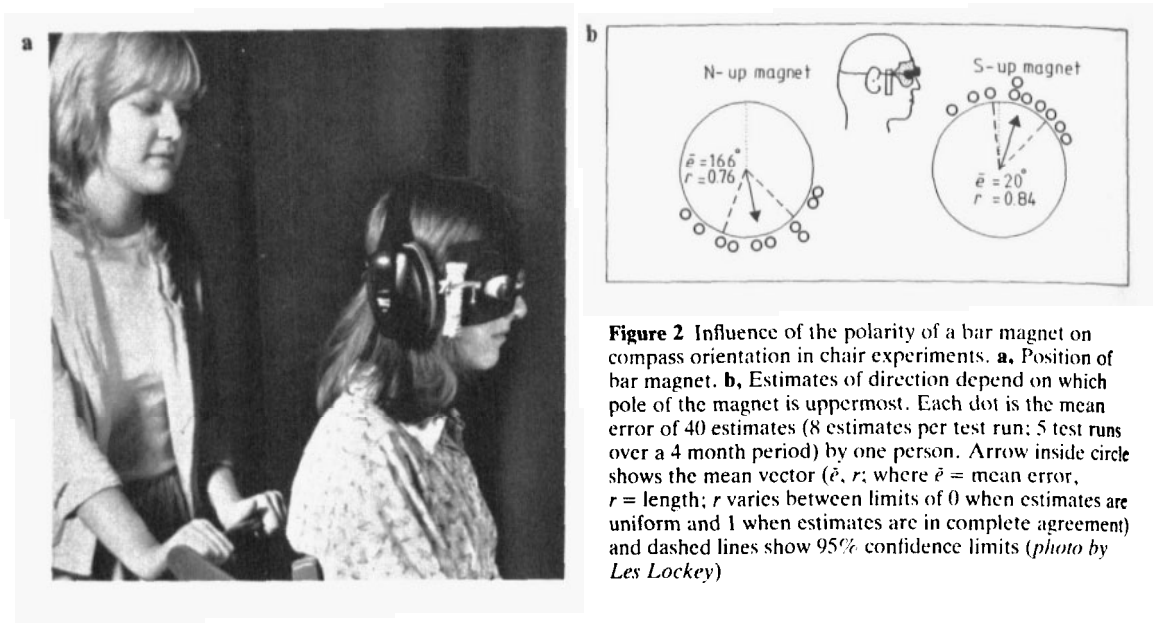 a
b
N-up magnet
S-up magnet
ē = 166°
r = 0.76
ē = 20°
r = 0.84
Figure 2 Influence of the polarity of a bar magnet on
compass orientation in chair experiments. a, Position of
bar magnet. b, Estimates of direction depend on which
pole of the magnet is uppermost. Each dot is the mean
error of 40 estimates (8 estimates per test run; 5 test runs
over a 4 month period) by one person. Arrow inside circle
shows the mean vector (ē, r; where ē = mean error,
r = length; r varies between limits of 0 when estimates are
uniform and 1 when estimates are in complete agreement)
and dashed lines show 95% confidence limits (photo by
Les Lockey)